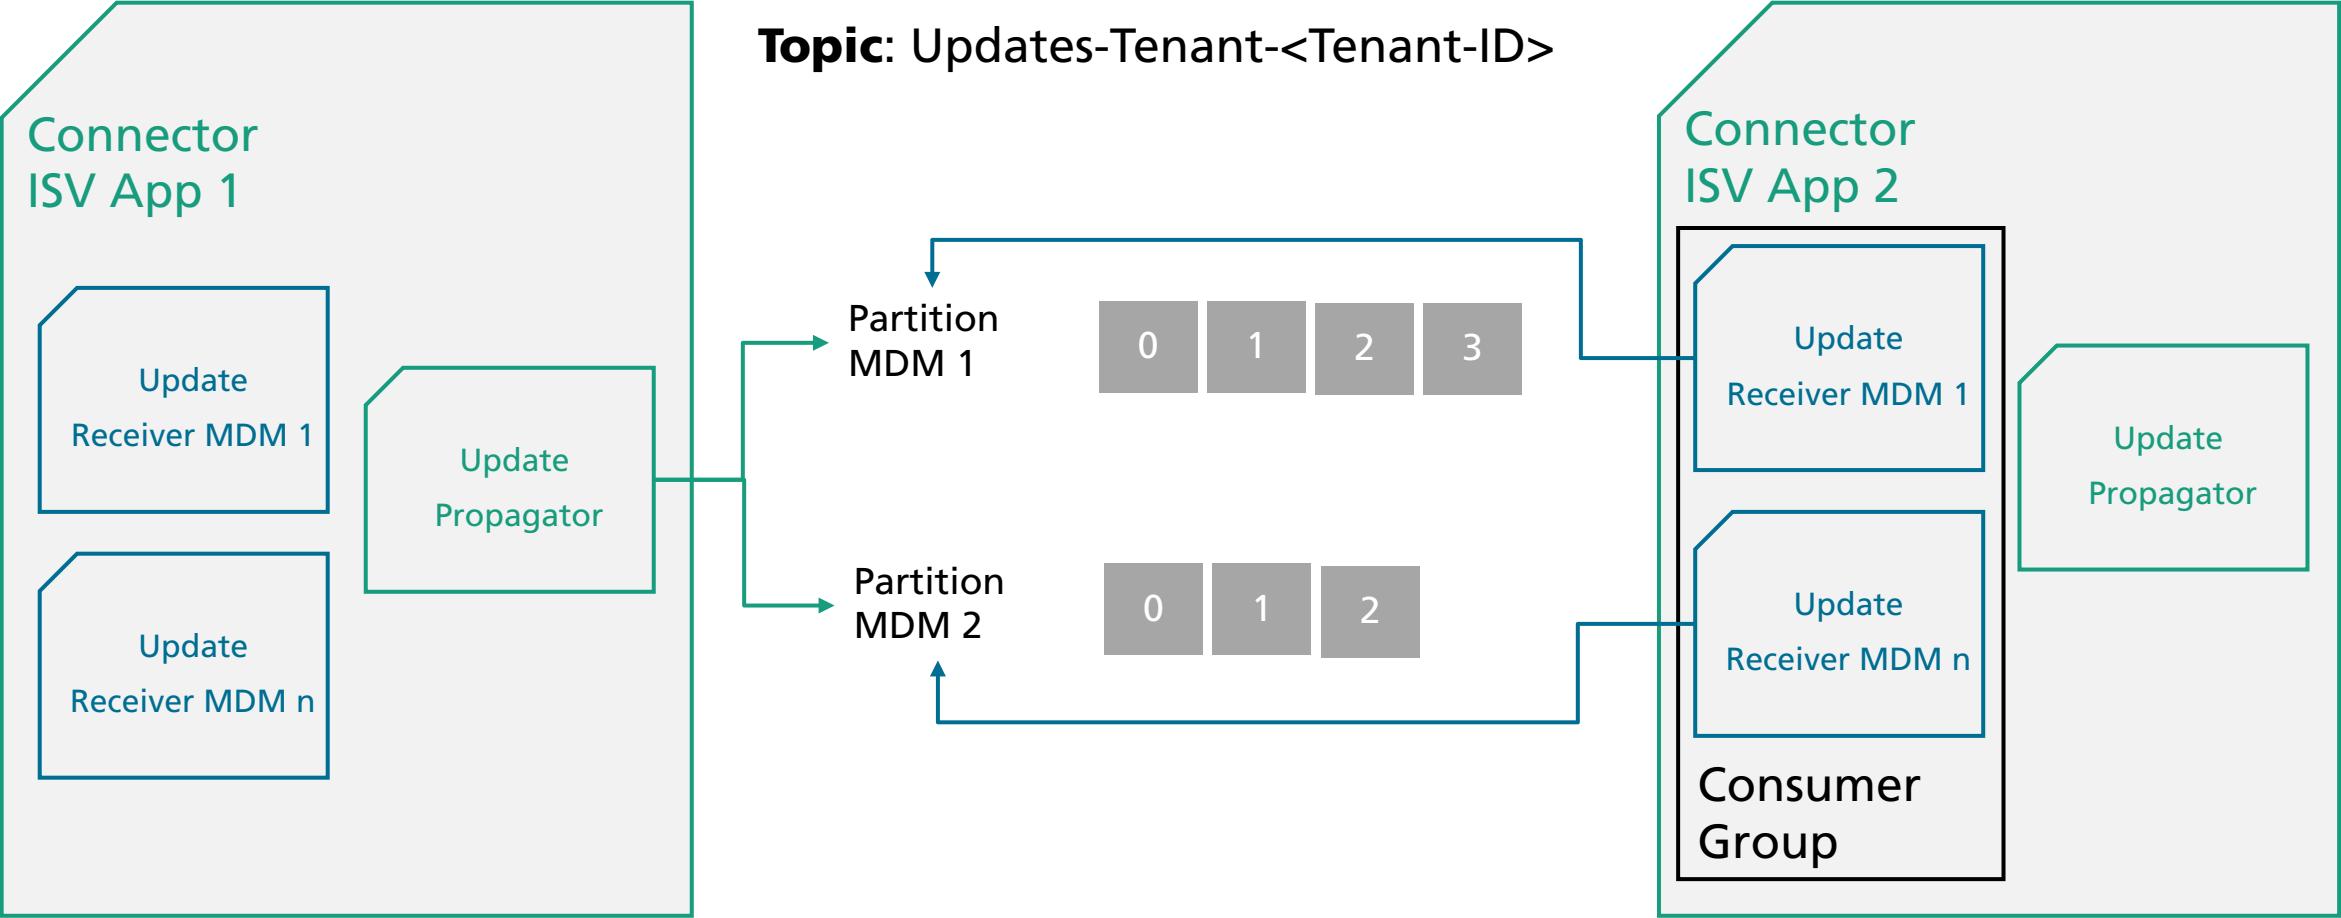 Topic: Updates-Tenant-<Tenant-ID>
Connector
ISV App 1
Update
Receiver MDM 1
Update
Receiver MDM n
Update
Propagator
Partition
MDM 1
0 1 2 3
Partition
MDM 2
0 1 2
Connector
ISV App 2
Update
Receiver MDM 1
Update
Receiver MDM n
Consumer
Group
Update
Propagator